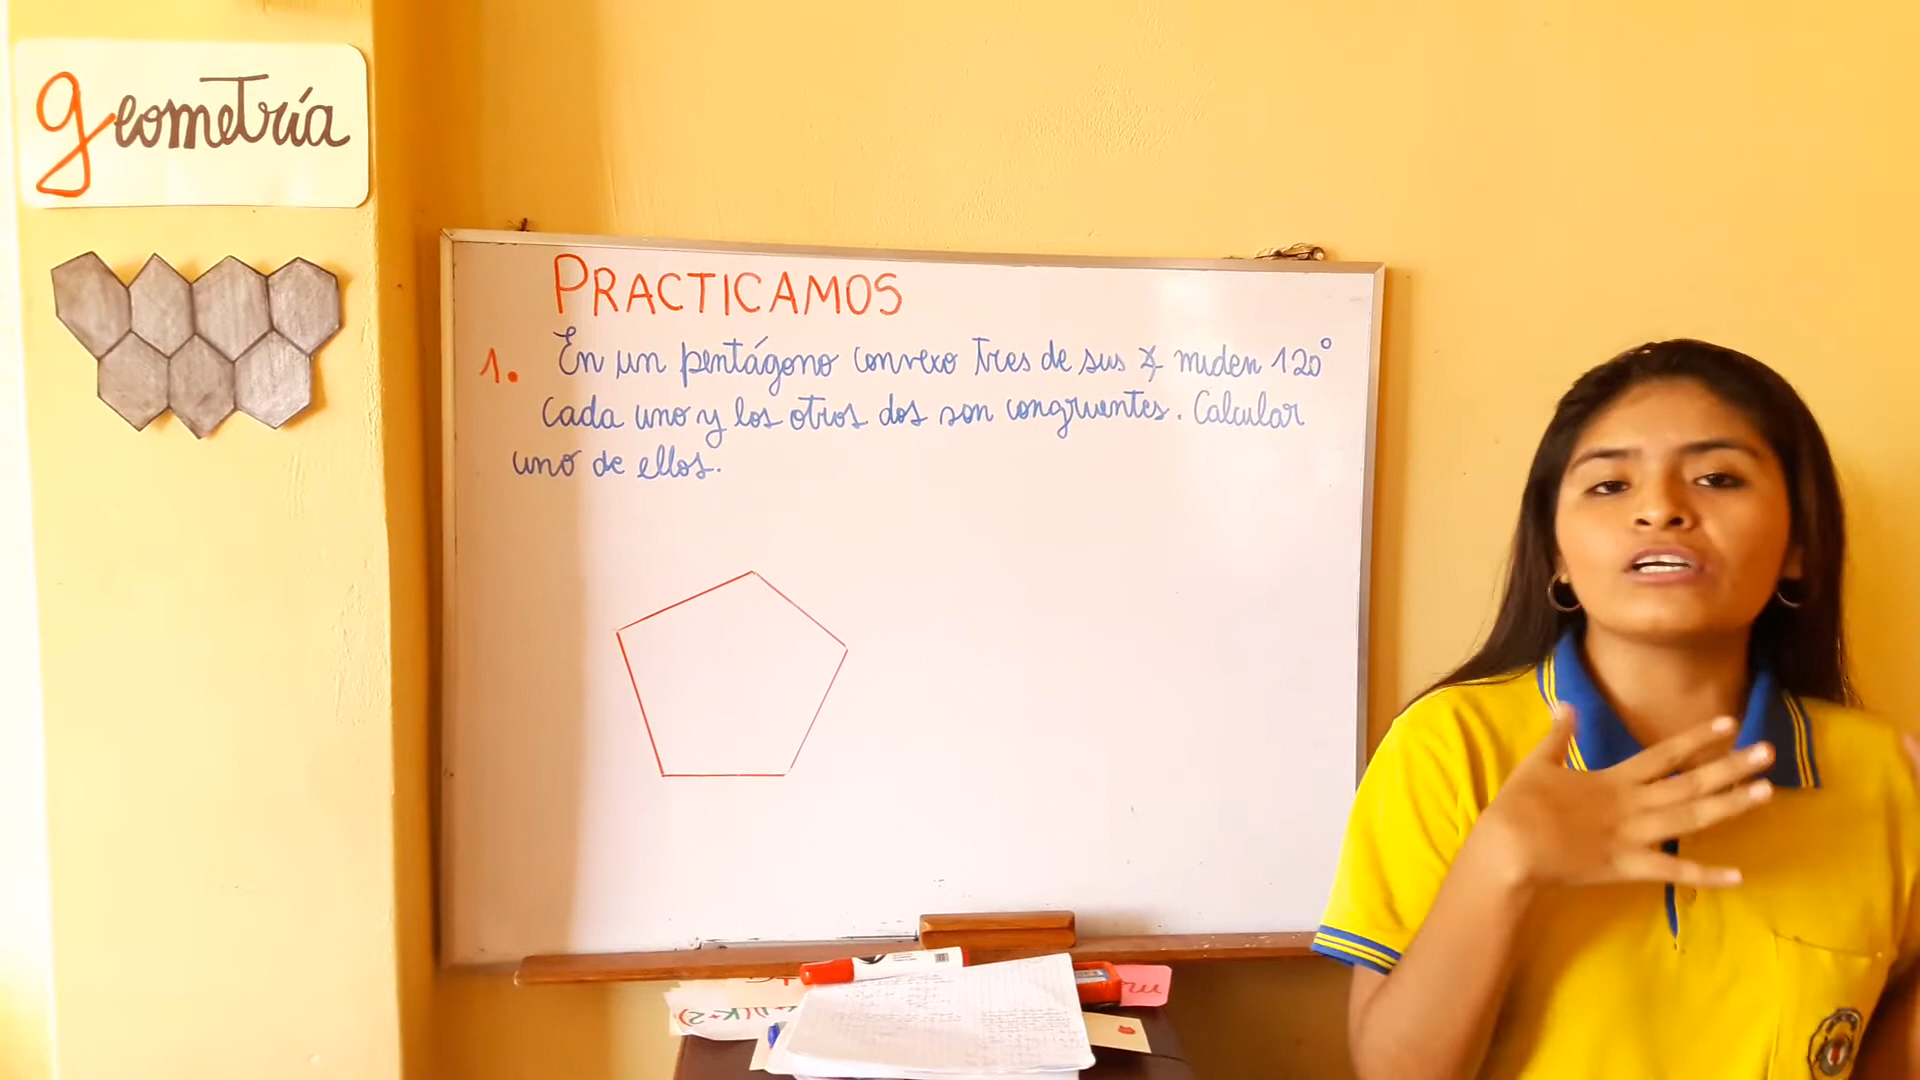 Geometría
PRACTICAMOS
1. En un pentágono convexo tres de sus ∡ miden 120°
cada uno y los otros dos son congruentes. Calcular
uno de ellos.